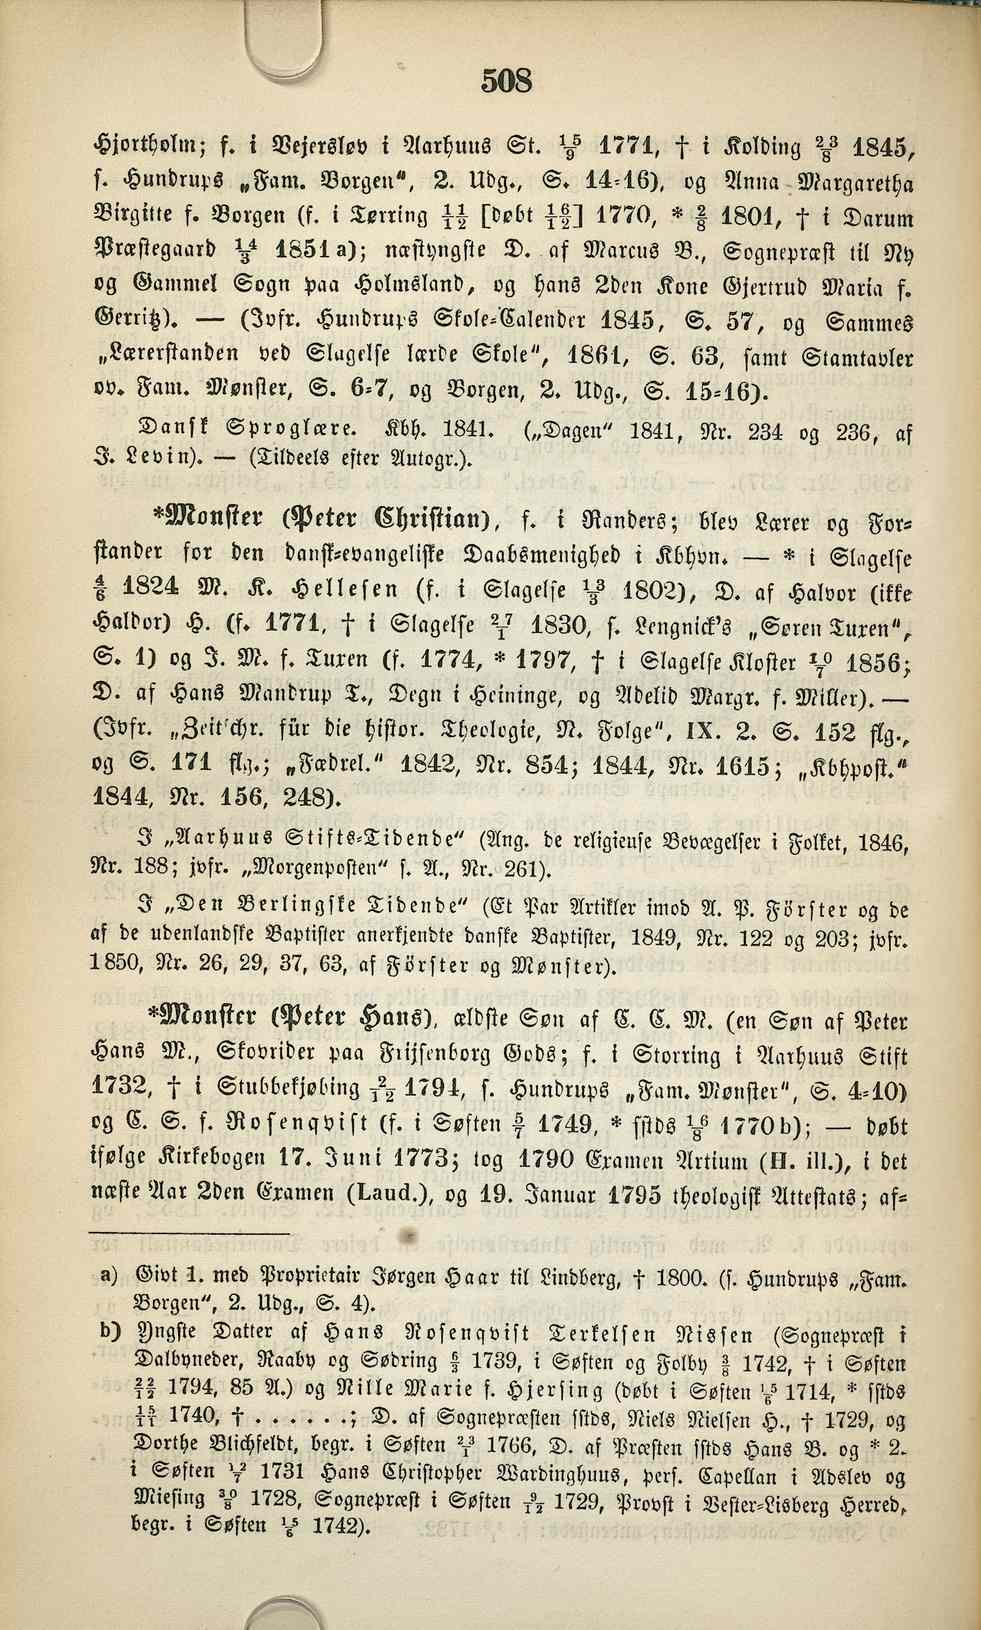 508
Hjortholm; f. i Vejersløv i Aarhuus St. 15/9 1771, † i Kolding 23/8 1845,
s. Hundrups „Fam. Borgen“, 2. Udg., S. 14-16), og Anna Margaretha
Birgitte f. Borgen (f. i Tørring 11/12 [døbt 16/12] 1770, * 2/8 1801, † i Darum
Præstegaard 14/3 1851 a); næstyngste D. af Marcus B., Sognepræst til Ny
og Gammel Sogn paa Holmsland, og hans 2den Kone Gjertrud Maria f.
Gerritz). — (Jvfr. Hundrups Skole-Calender 1845, S. 57, og Sammes
„Lærerstanden ved Slagelse lærde Skole“, 1861, S. 63, samt Stamtavler
ov. Fam. Mønster, S. 6-7, og Borgen, 2. Udg., S. 15-16).
Dansk Sproglære. Kbh. 1841. („Dagen“ 1841, Nr. 234 og 236, af
J. Levin). — (Tildeels efter Autogr.).
*Monster (Peter Christian), f. i Randers; blev Lærer og For-
stander for den dansk-evangeliske Daabsmenighed i Kbhvn. — * i Slagelse
4/6 1824 M. K. Hellesen (f. i Slagelse 13/3 1802), D. af Halvor (ikke
Haldor) H. (f. 1771, † i Slagelse 27/1 1830, s. Lengnick's „Søren Tuxen“,
S. 1) og J. M. f. Tuxen (f. 1774, * 1797, † i Slagelse Kloster 10/7 1856;
D. af Hans Mandrup T., Degn i Heininge, og Adelid Margr. f. Miller). —
(Jvfr. „Zeitschr. für die histor. Theologie, N. Folge“, IX. 2. S. 152 flg.,
og S. 171 flg.; „Fædrel.“ 1842, Nr. 854; 1844, Nr. 1615; „Kbhpost.“
1844, Nr. 156, 248).
I „Aarhuus Stifts-Tidende“ (Ang. de religieuse Bevægelser i Folket, 1846,
Nr. 188; jvfr. „Morgenposten“ s. A., Nr. 261).
I „Den Berlingske Tidende“ (Et Par Artikler imod A. P. Förster og de
af de udenlandske Baptister anerkjendte danske Baptister, 1849, Nr. 122 og 203; jvfr.
1850, Nr. 26, 29, 37, 63, af Förster og Mønster).
*Monster (Peter Hans), ældste Søn af C. C. M. (en Søn af Peter
Hans M., Skovrider paa Frijsenborg Gods; f. i Storring i Aarhuus Stift
1732, † i Stubbekjøbing 2/12 1794, s. Hundrups „Fam. Mønster“, S. 4-10)
og C. S. f. Rosenqvist (f. i Søften 5/7 1749, * sstds 16/8 1770 b); — døbt
ifølge Kirkebogen 17. Juni 1773; tog 1790 Examen Artium (H. ill.), i det
næste Aar 2den Examen (Laud.), og 19. Januar 1795 theologisk Attestats; af-
a) Givt 1. med Proprietair Jørgen Haar til Lindberg, † 1800. (s. Hundrups „Fam.
Borgen“, 2. Udg., S. 4).
b) Yngste Datter af Hans Rosenqvist Terkelsen Nissen (Sognepræst i
Dalbyneder, Raaby og Sødring 6/3 1739, i Søften og Folby 3/8 1742, † i Søften
22/12 1794, 85 A.) og Nille Marie f. Hjersing (døbt i Søften 15/6 1714, * sstds
15/11 1740, † . . . . . .; D. af Sognepræsten sstds, Niels Nielsen H., † 1729, og
Dorthe Blichfeldt, begr. i Søften 23/1 1766, D. af Præsten sstds Hans B. og * 2.
i Søften 12/7 1731 Hans Christopher Wardinghuus, pers. Capellan i Adslev og
Miesing 30/8 1728, Sognepræst i Søften 9/12 1729, Provst i Vester-Lisberg Herred,
begr. i Søften 15/6 1742).